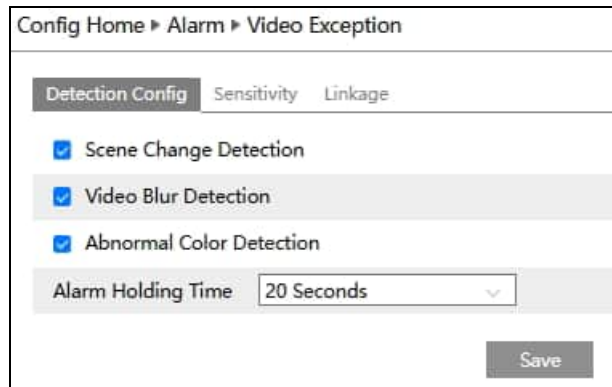 Config Home ▶ Alarm ▶ Video Exception
Detection Config Sensitivity Linkage
Scene Change Detection
Video Blur Detection
Abnormal Color Detection
Alarm Holding Time 20 Seconds
Save